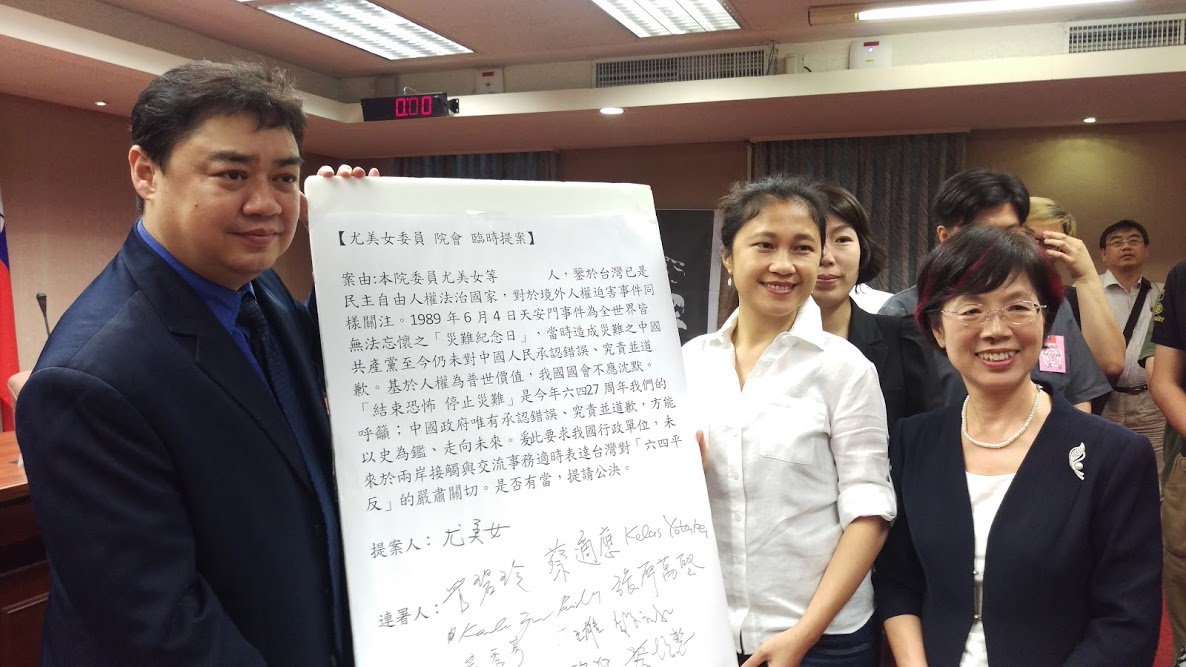 0:00
【尤美女委員 院會 臨時提案】
案由:本院委員尤美女等 人,鑒於台灣已是
民主自由人權法治國家,對於境外人權迫害事件同
樣關注。1989 年 6 月 4 日天安門事件為全世界皆
無法忘懷之「災難紀念日」,當時造成災難之中國
共產黨至今仍未對中國人民承認錯誤、究責並道
歉。基於人權為普世價值,我國國會不應沈默。
「結束恐怖 停止災難」是今年六四27 周年我們的
呼籲;中國政府唯有承認錯誤、究責並道歉,方能
以史為鑑、走向未來。爰此要求我國行政單位,未
來於兩岸接觸與交流事務適時表達台灣對「六四平
反」的嚴肅關切。是否有當,提請公決。
提案人:尤美女
蔡適應 Kolas Yotaka
連署人:管碧玲